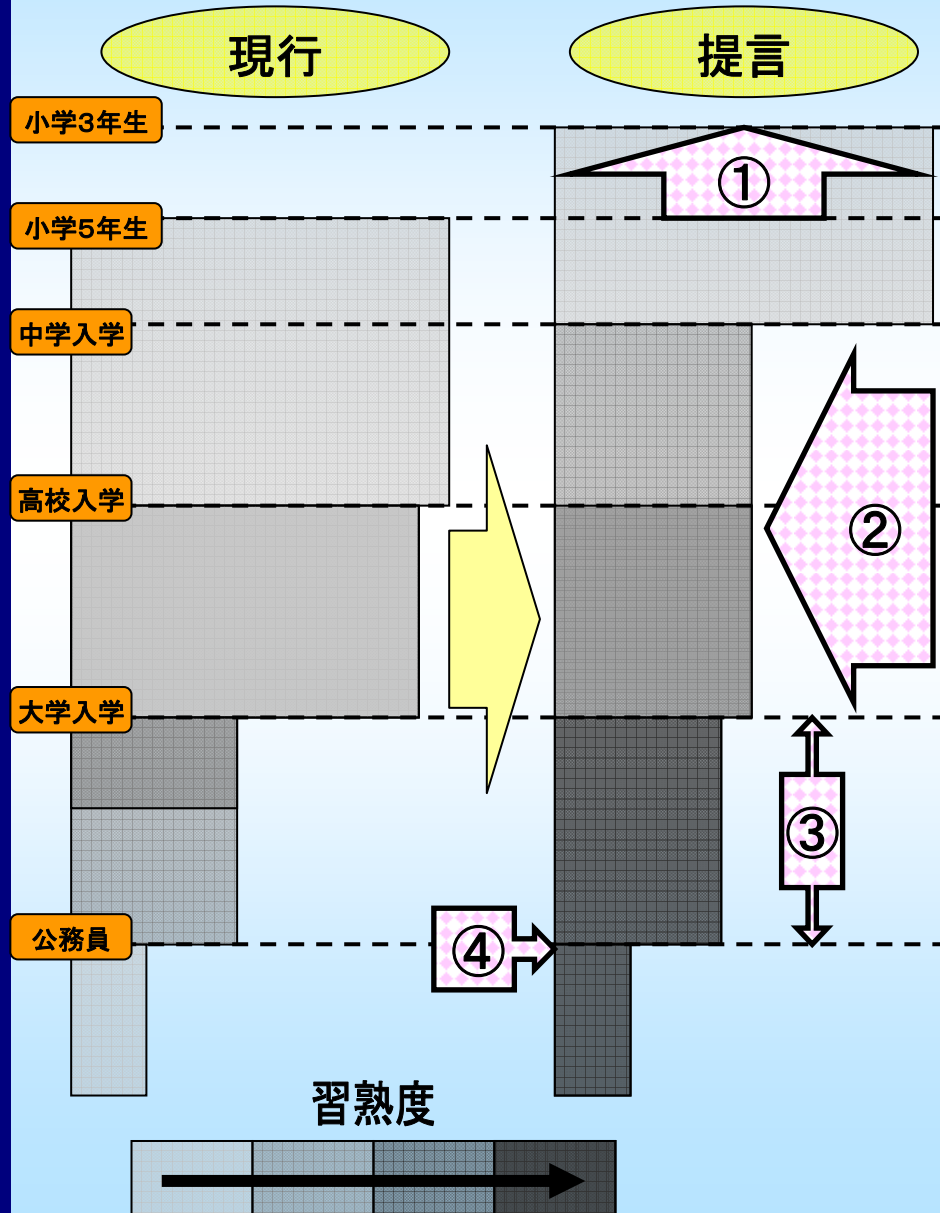 現行
提言
小学3年生
①
小学5年生
中学入学
高校入学
②
大学入学
③
公務員
④
習熟度